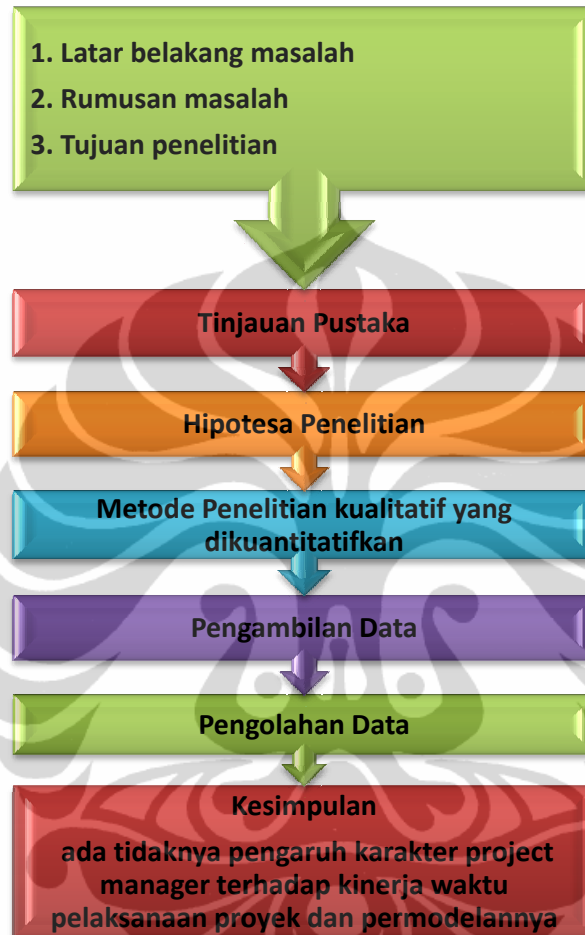 1. Latar belakang masalah
2. Rumusan masalah
3. Tujuan penelitian
Tinjauan Pustaka
Hipotesa Penelitian
Metode Penelitian kualitatif yang
dikuantitatifkan
Pengambilan Data
Pengolahan Data
Kesimpulan
ada tidaknya pengaruh karakter project
manager terhadap kinerja waktu
pelaksanaan proyek dan permodelannya